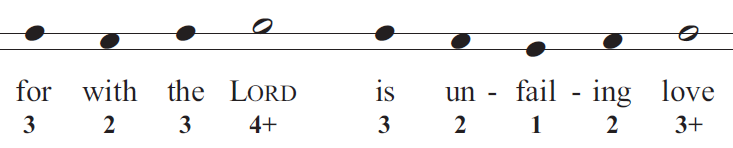 for with the LORD is un - fail - ing love
3 2 3 4+ 3 2 1 2 3+